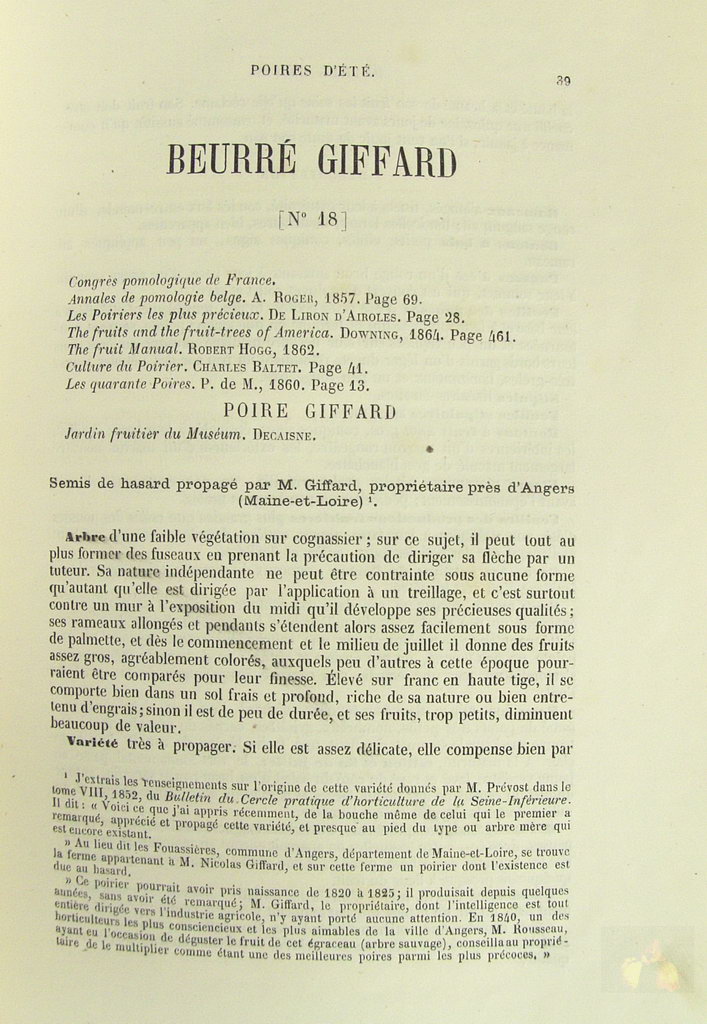 POIRES D'ÉTÉ.
39
BEURRÉ GIFFARD
[N° 18]
Congrès pomologique de France.
Annales de pomologie belge. A. ROGER, 1857. Page 69.
Les Poiriers les plus précieux. DE LIRON D'AIROLES. Page 28.
The fruits and the fruit-trees of America. DOWNING, 1864. Page 461.
The fruit Manual. ROBERT HOGG, 1862.
Culture du Poirier. CHARLES BALTET. Page 41.
Les quarante Poires. P. de M., 1860. Page 13.
POIRE GIFFARD
Jardin fruitier du Muséum. DECAISNE.
Semis de hasard propagé par M. Giffard, propriétaire près d'Angers
(Maine-et-Loire) ¹.
Arbre d'une faible végétation sur cognassier ; sur ce sujet, il peut tout au
plus former des fuseaux en prenant la précaution de diriger sa flèche par un
tuteur. Sa nature indépendante ne peut être contrainte sous aucune forme
qu'autant qu'elle est dirigée par l'application à un treillage, et c'est surtout
contre un mur à l'exposition du midi qu'il développe ses précieuses qualités ;
ses rameaux allongés et pendants s'étendent alors assez facilement sous forme
de palmette, et dès le commencement et le milieu de juillet il donne des fruits
assez gros, agréablement colorés, auxquels peu d'autres à cette époque pour-
raient être comparés pour leur finesse. Élevé sur franc en haute tige, il se
comporte bien dans un sol frais et profond, riche de sa nature ou bien entre-
tenu d'engrais ; sinon il est de peu de durée, et ses fruits, trop petits, diminuent
beaucoup de valeur.
Variété très à propager. Si elle est assez délicate, elle compense bien par
¹ J'extrais les renseignements sur l'origine de cette variété donnés par M. Prévost dans le
tome VIII, 1852, du Bulletin du Cercle pratique d'horticulture de la Seine-Inférieure.
Il dit : « Voici ce que j'ai appris récemment, de la bouche même de celui qui le premier a
remarqué, apprécié et propagé cette variété, et presque au pied du type ou arbre mère qui
est encore existant.
» Au lieu dit les Fouassières, commune d'Angers, département de Maine-et-Loire, se trouve
la ferme appartenant à M. Nicolas Giffard, et sur cette ferme un poirier dont l'existence est
due au hasard.
» Ce poirier pourrait avoir pris naissance de 1820 à 1825 ; il produisait depuis quelques
années, sans avoir été remarqué ; M. Giffard, le propriétaire, dont l'intelligence est tout
entière dirigée vers l'industrie agricole, n'y ayant porté aucune attention. En 1840, un des
horticulteurs les plus consciencieux et les plus aimables de la ville d'Angers, M. Rousseau,
ayant eu l'occasion de déguster le fruit de cet égraceau (arbre sauvage), conseilla au proprié-
taire de le multiplier comme étant une des meilleures poires parmi les plus précoces. »